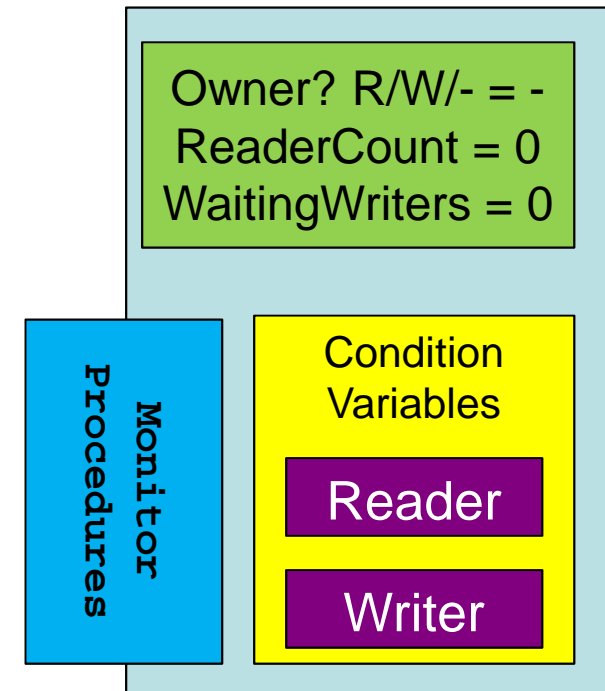 Owner? R/W/- = -
ReaderCount = 0
WaitingWriters = 0
Monitor
Procedures
Condition
Variables
Reader
Writer